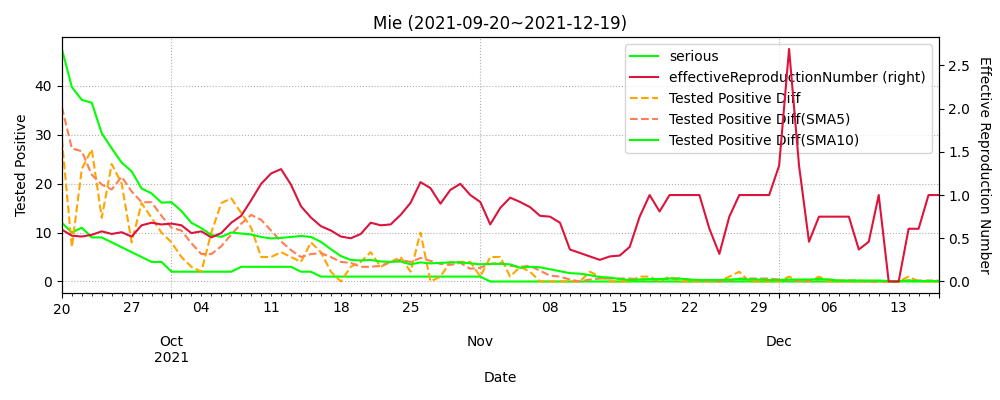 Mie (2021-09-20~2021-12-19)
serious
effectiveReproductionNumber (right)
Tested Positive Diff
Tested Positive Diff(SMA5)
Tested Positive Diff(SMA10)
Tested Positive
40
30
20
10
0
Effective Reproduction Number
2.5
2.0
1.5
1.0
0.5
0.0
20 27 04 11 18 25 08 15 22 29 06 13
Oct Nov Dec
2021
Date